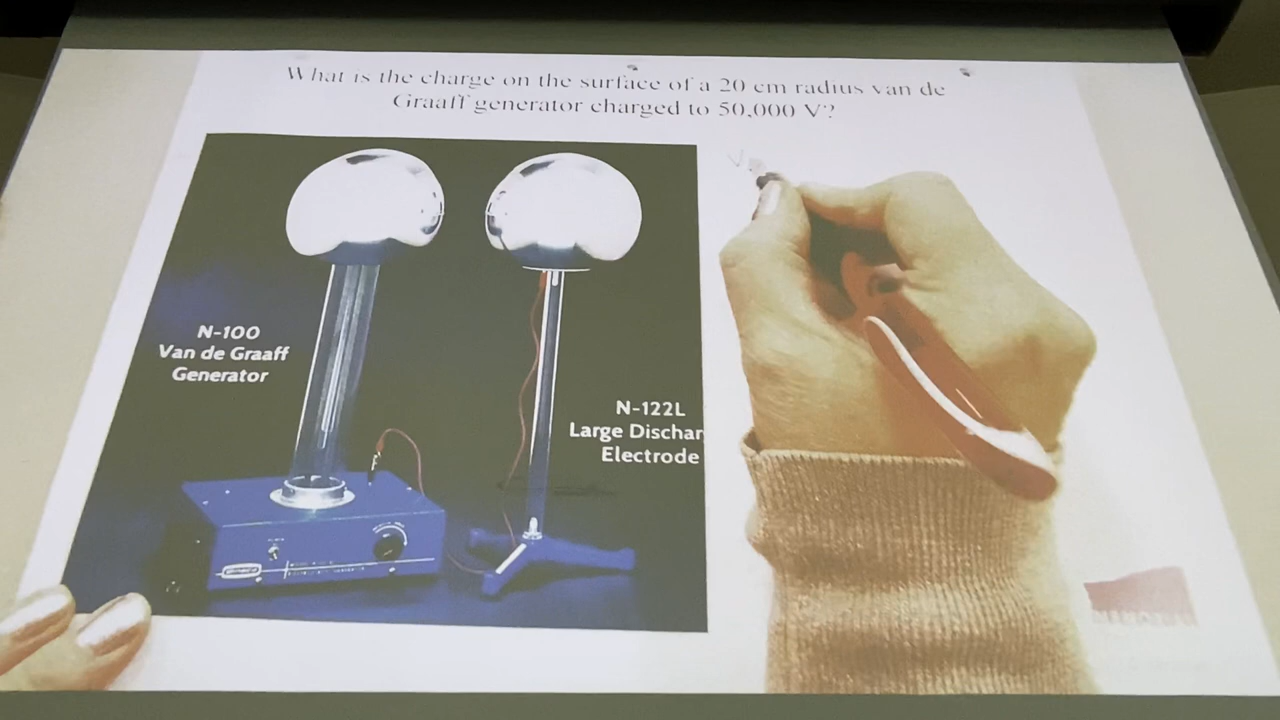 What is the charge on the surface of a 20 cm radius van de
Graaff generator charged to 50,000 V?
V
N-100
Van de Graaff
Generator
N-122L
Large Dischar
Electrode